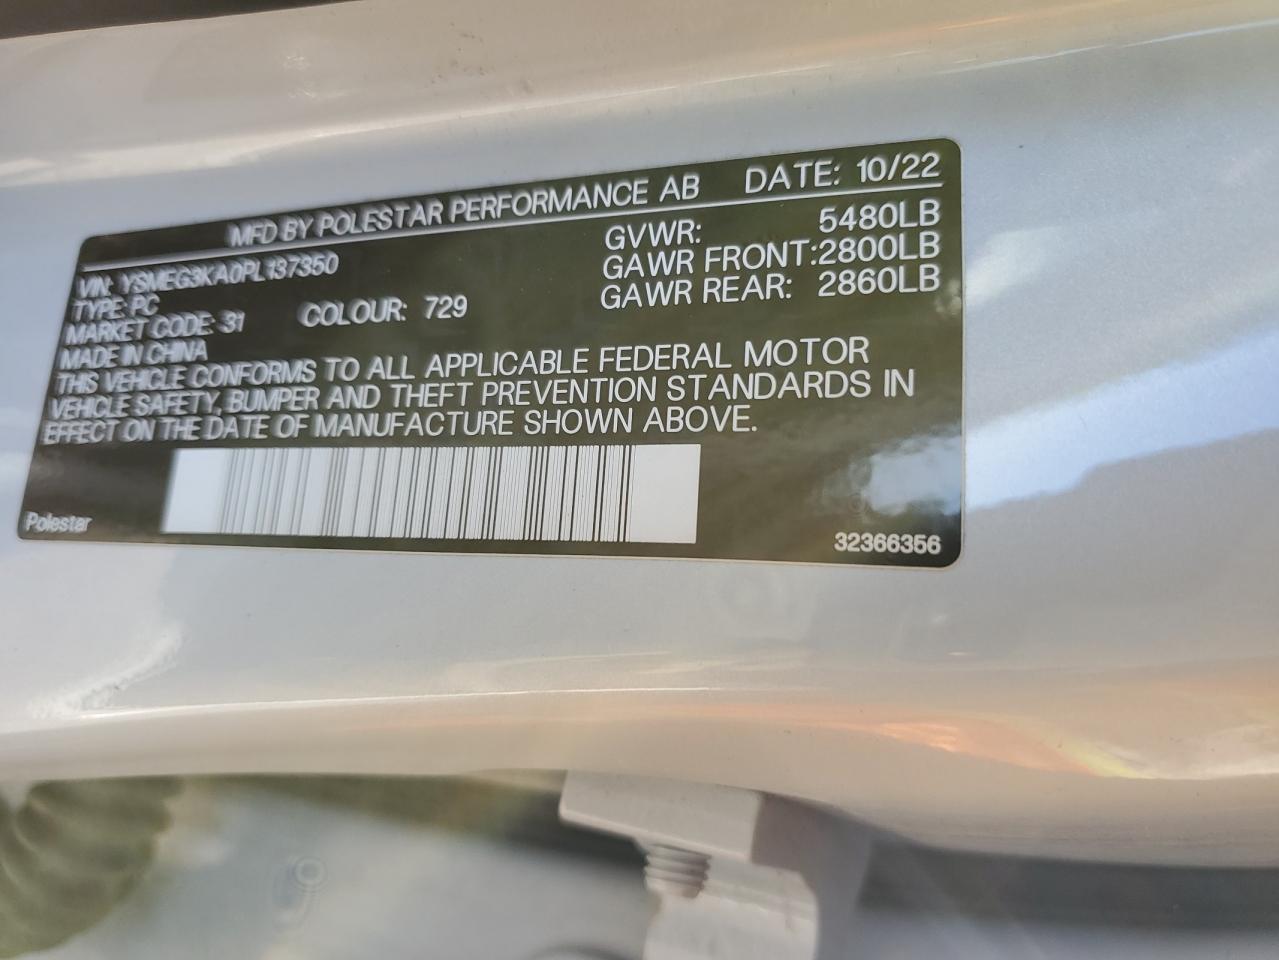 MFD BY POLESTAR PERFORMANCE AB DATE: 10/22
VIN: YSMEG3KA0PL137350 GVWR: 5480LB
TYPE: PC GAWR FRONT:2800LB
MARKET CODE: 31 COLOUR: 729 GAWR REAR: 2860LB
MADE IN CHINA
THIS VEHICLE CONFORMS TO ALL APPLICABLE FEDERAL MOTOR
VEHICLE SAFETY, BUMPER AND THEFT PREVENTION STANDARDS IN
EFFECT ON THE DATE OF MANUFACTURE SHOWN ABOVE.
Polestar 32366356